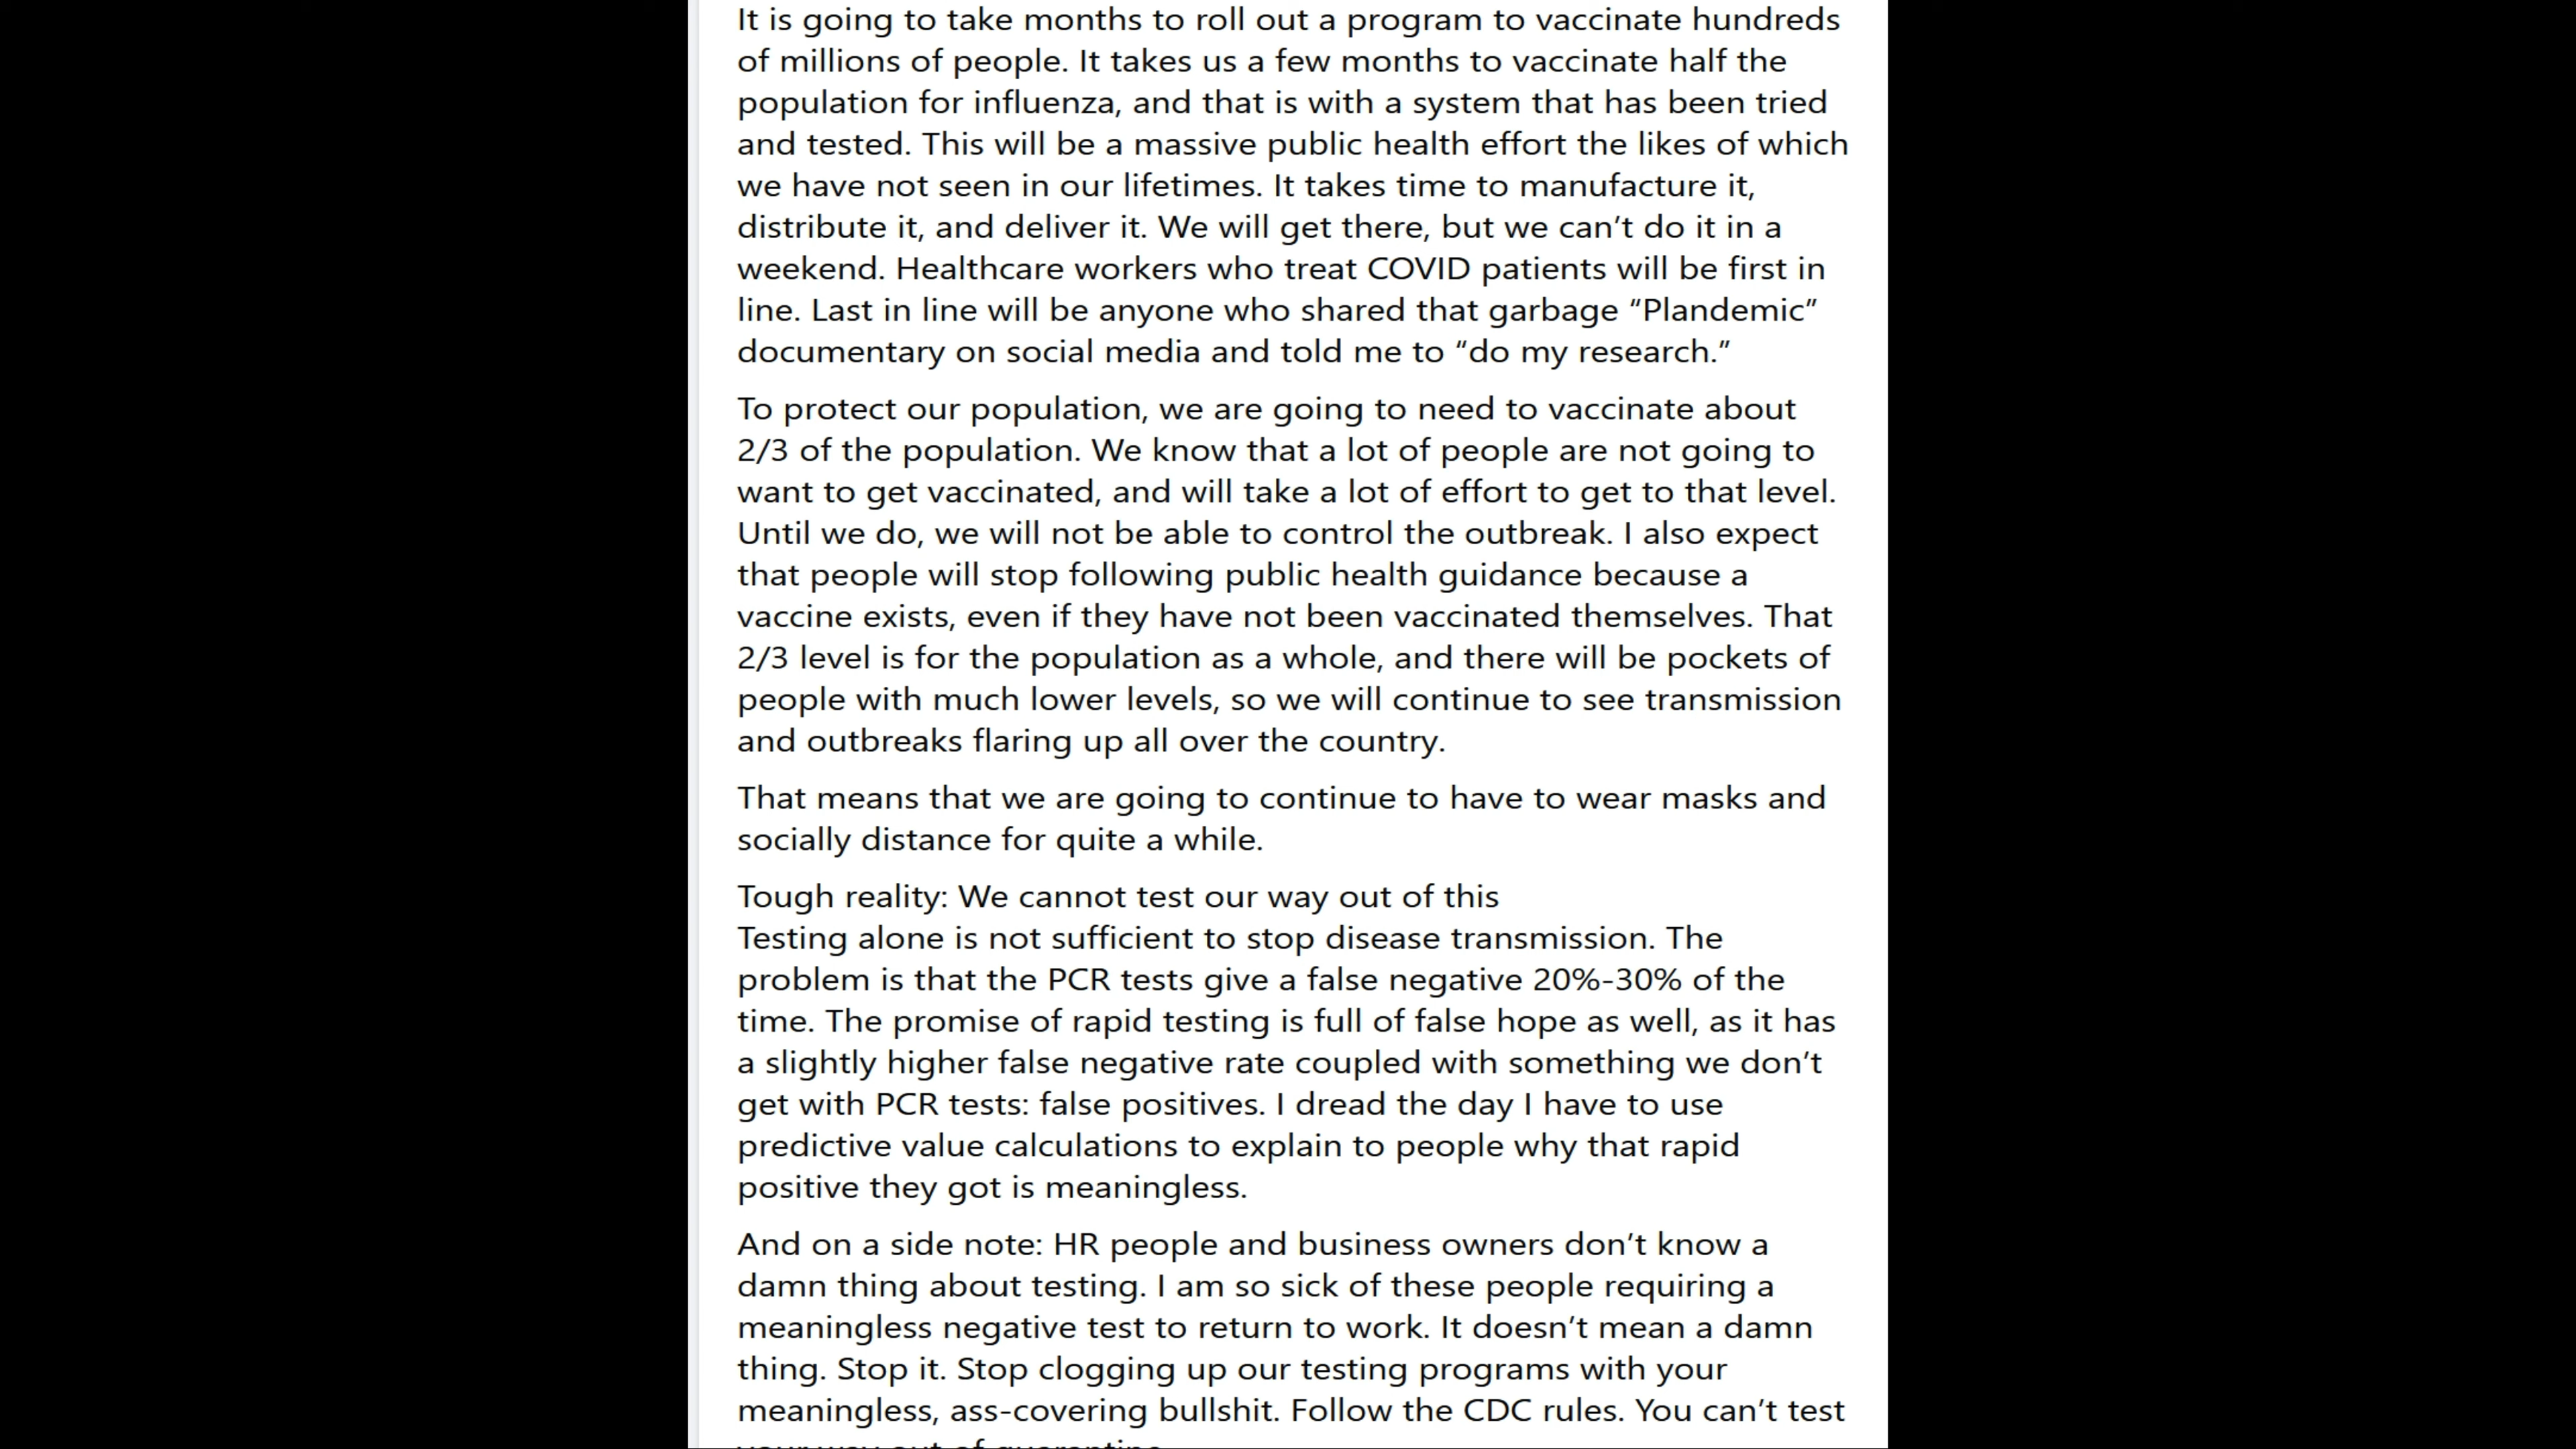 It is going to take months to roll out a program to vaccinate hundreds
of millions of people. It takes us a few months to vaccinate half the
population for influenza, and that is with a system that has been tried
and tested. This will be a massive public health effort the likes of which
we have not seen in our lifetimes. It takes time to manufacture it,
distribute it, and deliver it. We will get there, but we can’t do it in a
weekend. Healthcare workers who treat COVID patients will be first in
line. Last in line will be anyone who shared that garbage “Plandemic”
documentary on social media and told me to “do my research.”
To protect our population, we are going to need to vaccinate about
2/3 of the population. We know that a lot of people are not going to
want to get vaccinated, and will take a lot of effort to get to that level.
Until we do, we will not be able to control the outbreak. I also expect
that people will stop following public health guidance because a
vaccine exists, even if they have not been vaccinated themselves. That
2/3 level is for the population as a whole, and there will be pockets of
people with much lower levels, so we will continue to see transmission
and outbreaks flaring up all over the country.
That means that we are going to continue to have to wear masks and
socially distance for quite a while.
Tough reality: We cannot test our way out of this
Testing alone is not sufficient to stop disease transmission. The
problem is that the PCR tests give a false negative 20%-30% of the
time. The promise of rapid testing is full of false hope as well, as it has
a slightly higher false negative rate coupled with something we don’t
get with PCR tests: false positives. I dread the day I have to use
predictive value calculations to explain to people why that rapid
positive they got is meaningless.
And on a side note: HR people and business owners don’t know a
damn thing about testing. I am so sick of these people requiring a
meaningless negative test to return to work. It doesn’t mean a damn
thing. Stop it. Stop clogging up our testing programs with your
meaningless, ass-covering bullshit. Follow the CDC rules. You can’t test
your way out of quarantine